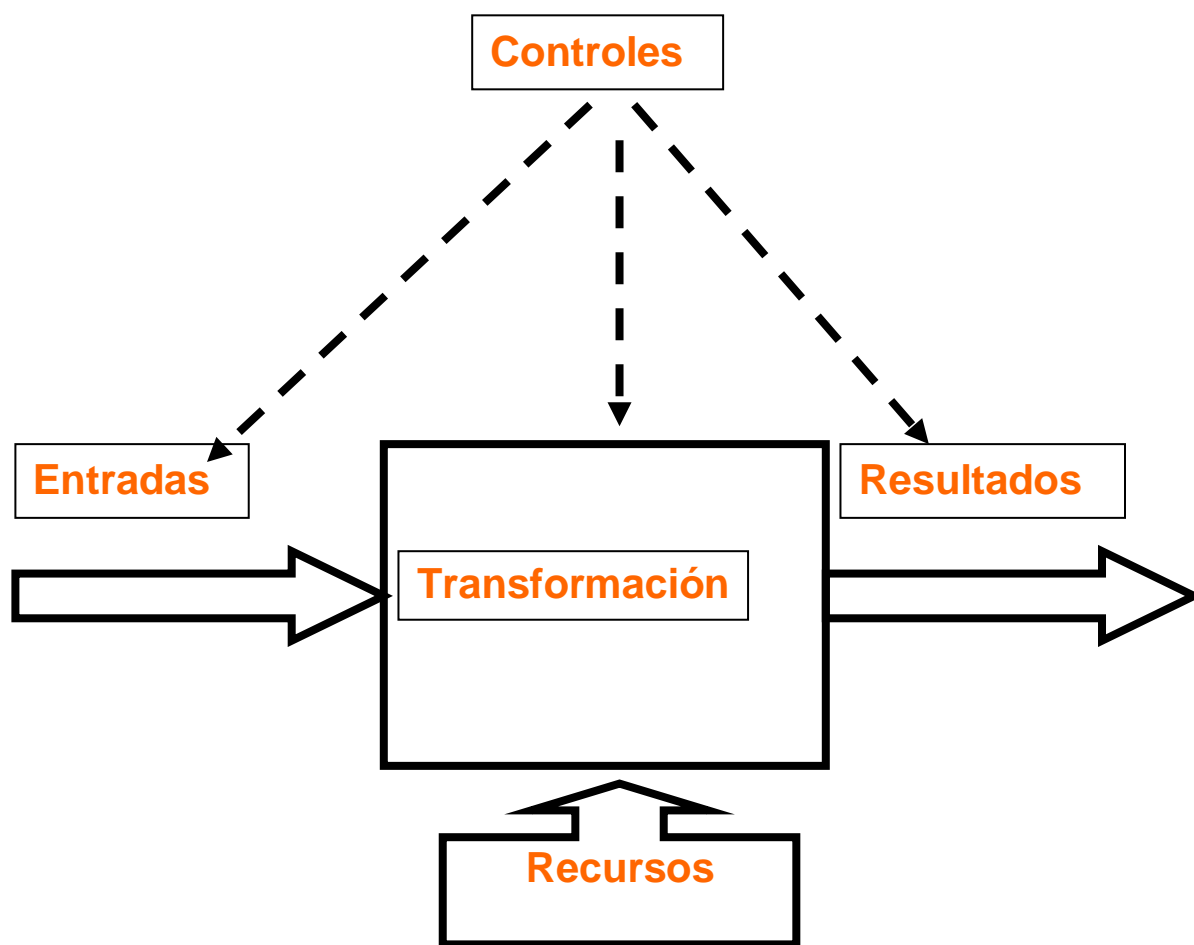 Controles
Entradas
Resultados
Transformación
Recursos